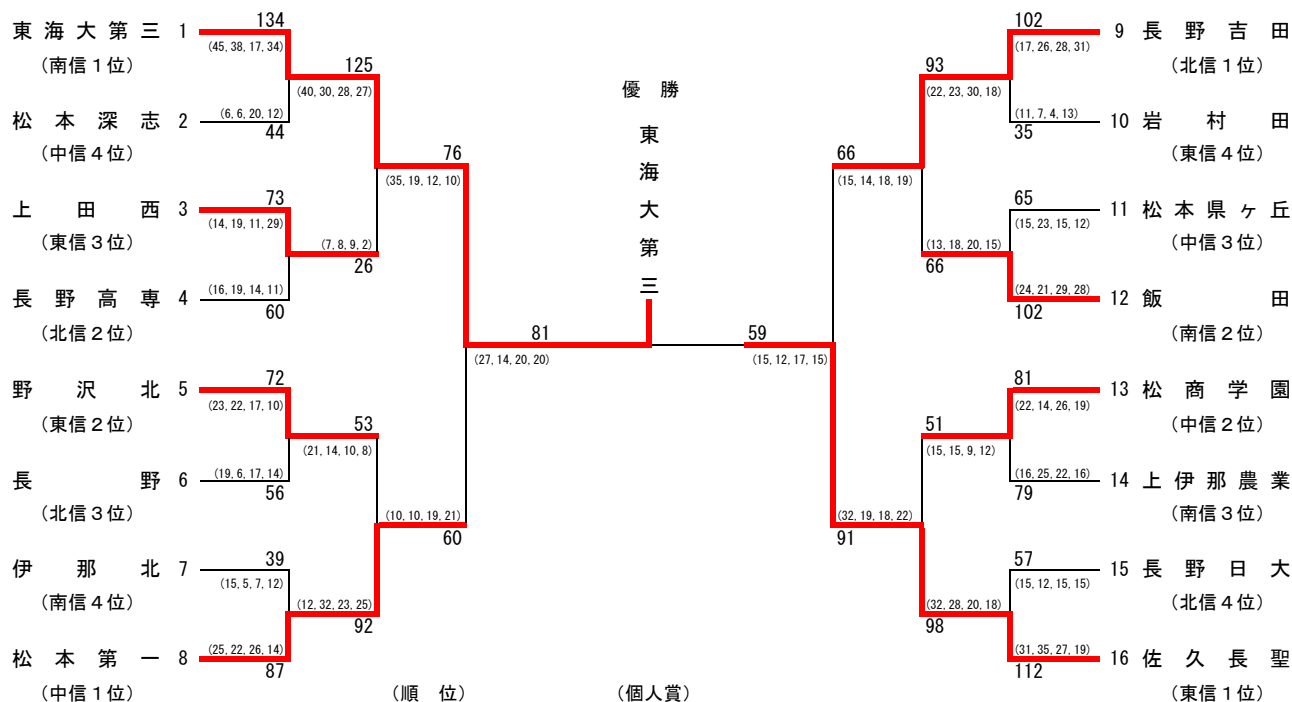 東海大第三 1
(南信1位)
134
(45, 38, 17, 34)
松本深志 2
(中信4位)
(6, 6, 20, 12)
44
125
(40, 30, 28, 27)
上田西 3
(東信3位)
73
(14, 19, 11, 29)
長野高専 4
(北信2位)
(16, 19, 14, 11)
60
(7, 8, 9, 2)
26
76
(35, 19, 12, 10)
野沢北 5
(東信2位)
72
(23, 22, 17, 10)
長野 6
(北信3位)
(19, 6, 17, 14)
56
53
(21, 14, 10, 8)
伊那北 7
(南信4位)
39
(15, 5, 7, 12)
松本第一 8
(中信1位)
(25, 22, 26, 14)
87
(12, 32, 23, 25)
92
(10, 10, 19, 21)
60
81
(27, 14, 20, 20)
優勝
東海大第三
59
(15, 12, 17, 15)
9 長野吉田
(北信1位)
102
(17, 26, 28, 31)
10 岩村田
(東信4位)
(11, 7, 4, 13)
35
93
(22, 23, 30, 18)
11 松本県ヶ丘
(中信3位)
65
(15, 23, 15, 12)
12 飯田
(南信2位)
(24, 21, 29, 28)
102
(13, 18, 20, 15)
66
66
(15, 14, 18, 19)
13 松商学園
(中信2位)
81
(22, 14, 26, 19)
14 上伊那農業
(南信3位)
(16, 25, 22, 16)
79
51
(15, 15, 9, 12)
15 長野日大
(北信4位)
57
(15, 12, 15, 15)
16 佐久長聖
(東信1位)
(31, 35, 27, 19)
112
(32, 28, 20, 18)
98
(32, 19, 18, 22)
91
(順位)
(個人賞)